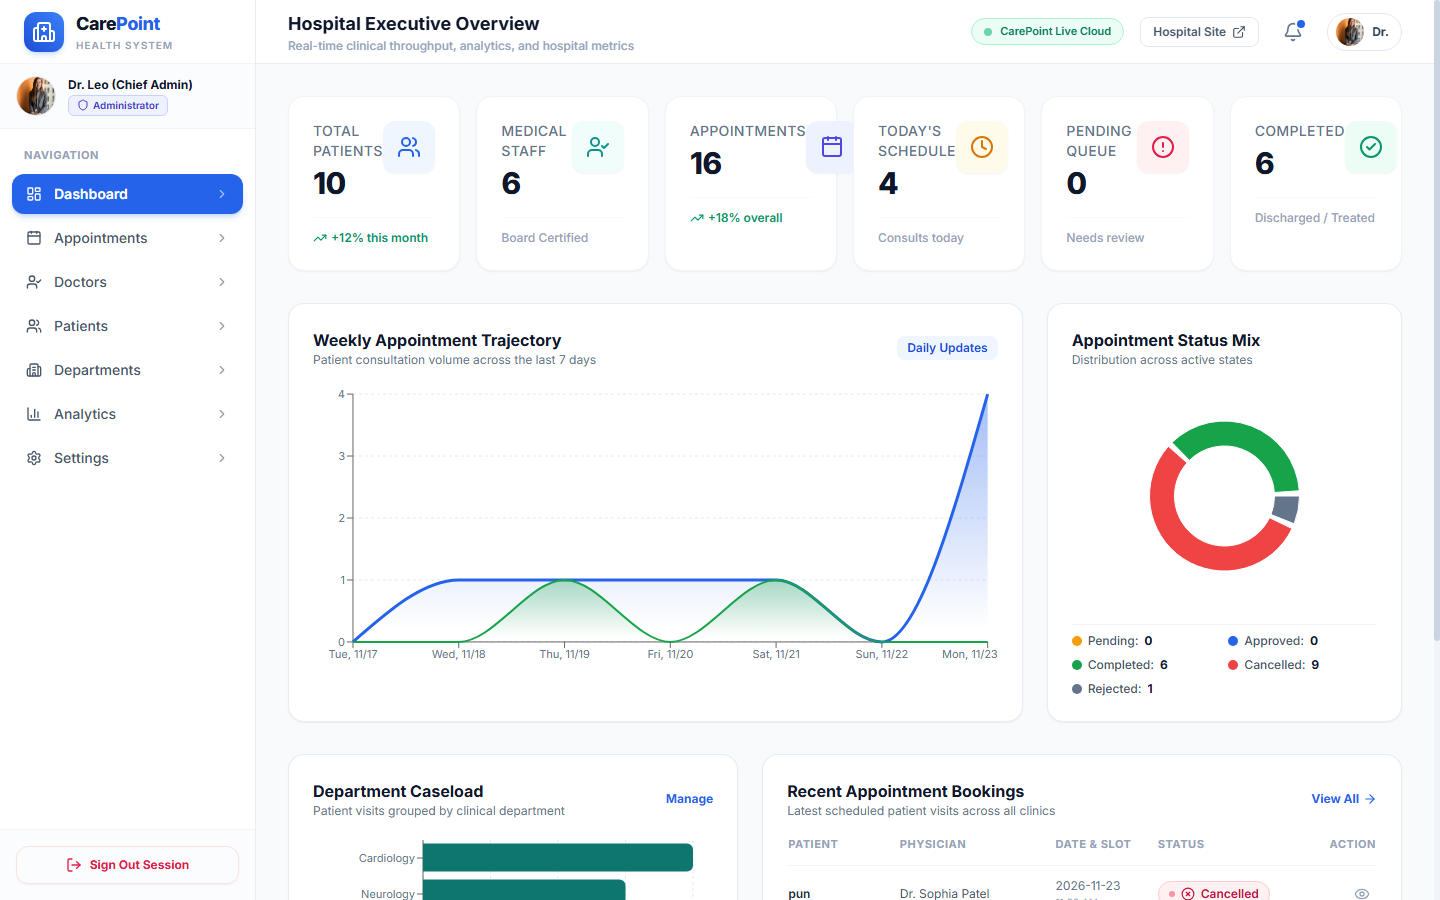 CarePoint
HEALTH SYSTEM
Dr. Leo (Chief Admin)
Administrator
NAVIGATION
Dashboard
Appointments
Doctors
Patients
Departments
Analytics
Settings
Sign Out Session
Hospital Executive Overview
Real-time clinical throughput, analytics, and hospital metrics
CarePoint Live Cloud
Hospital Site
Dr.
TOTAL
PATIENTS
10
+12% this month
MEDICAL
STAFF
6
Board Certified
APPOINTMENTS
16
+18% overall
TODAY'S
SCHEDULE
4
Consults today
PENDING
QUEUE
0
Needs review
COMPLETED
6
Discharged / Treated
Weekly Appointment Trajectory
Patient consultation volume across the last 7 days
Daily Updates
4
3
2
1
0
Tue, 11/17 Wed, 11/18 Thu, 11/19 Fri, 11/20 Sat, 11/21 Sun, 11/22 Mon, 11/23
Appointment Status Mix
Distribution across active states
Pending: 0 Approved: 0
Completed: 6 Cancelled: 9
Rejected: 1
Department Caseload
Patient visits grouped by clinical department
Manage
Cardiology
Neurology
Recent Appointment Bookings
Latest scheduled patient visits across all clinics
View All
PATIENT PHYSICIAN DATE & SLOT STATUS ACTION
pun Dr. Sophia Patel 2026-11-23 Cancelled